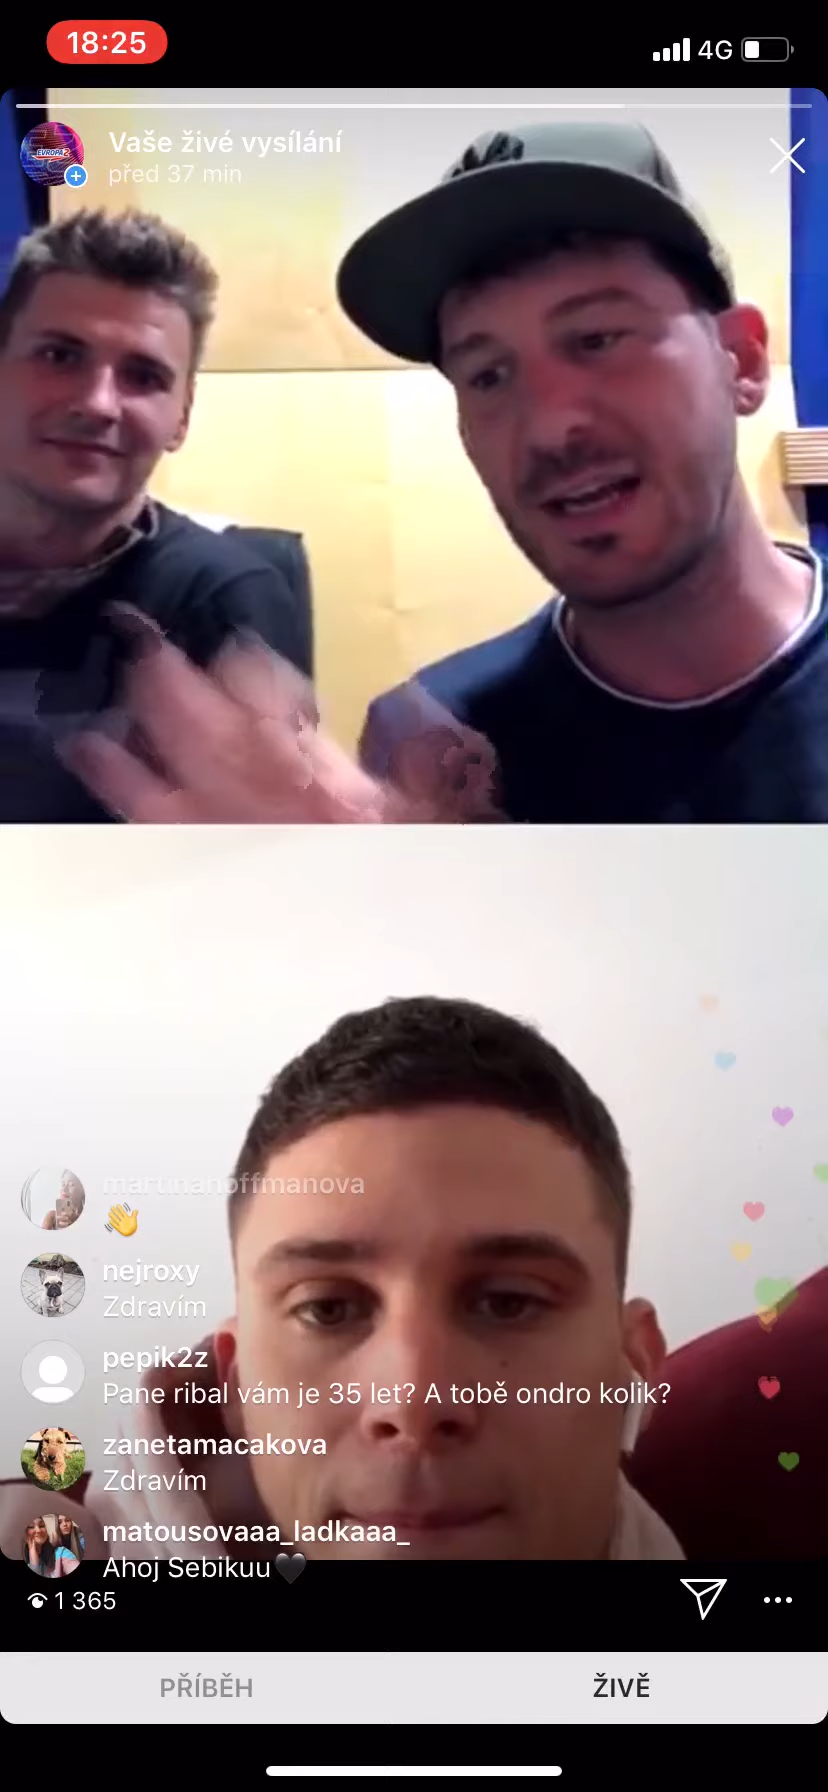 18:25
4G
EVROPA2
Vaše živé vysílání
před 37 min
martinahoffmanova
👋
nejroxy
Zdravím
pepik2z
Pane ribal vám je 35 let? A tobě ondro kolik?
zanetamacakova
Zdravím
matousovaaa_ladkaaa_
Ahoj Sebikuu🖤
1 365
PŘÍBĚH
ŽIVĚ